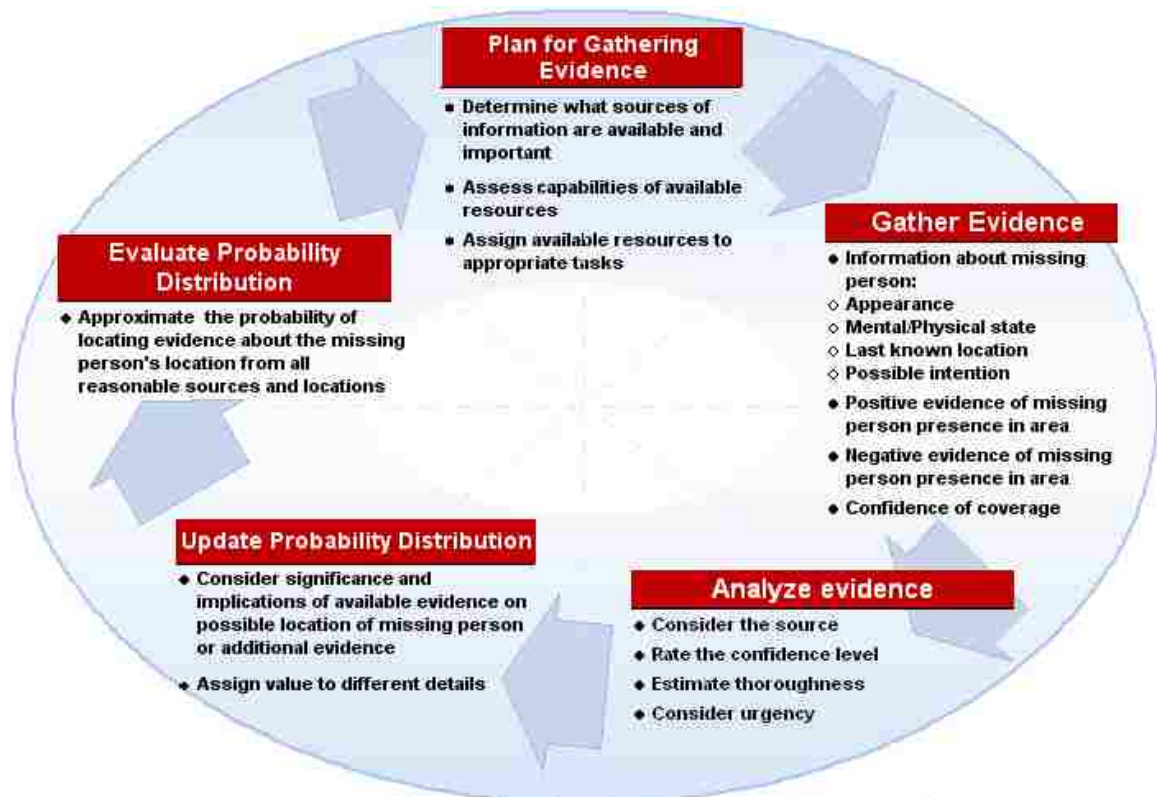 Plan for Gathering
Evidence
• Determine what sources of
information are available and
important
• Assess capabilities of available
resources
• Assign available resources to
appropriate tasks
Gather Evidence
◆ Information about missing
person:
◇ Appearance
◇ Mental/Physical state
◇ Last known location
◇ Possible intention
◆ Positive evidence of missing
person presence in area
◆ Negative evidence of missing
person presence in area
◆ Confidence of coverage
Analyze evidence
◆ Consider the source
◆ Rate the confidence level
◆ Estimate thoroughness
◆ Consider urgency
Update Probability Distribution
◆ Consider significance and
implications of available evidence on
possible location of missing person
or additional evidence
◆ Assign value to different details
Evaluate Probability
Distribution
◆ Approximate the probability of
locating evidence about the missing
person's location from all
reasonable sources and locations